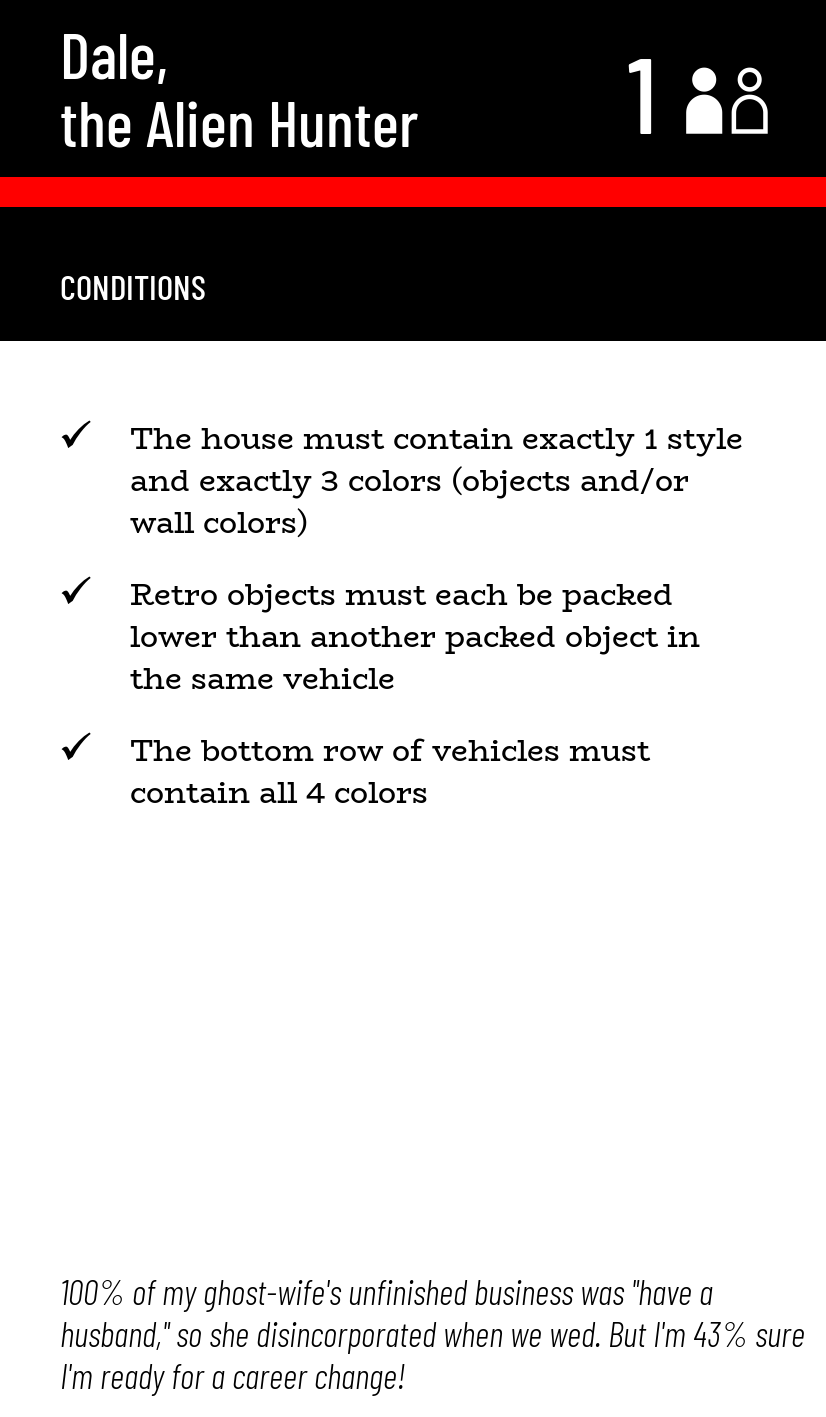 Dale,
the Alien Hunter
1
CONDITIONS
✓ The house must contain exactly 1 style
and exactly 3 colors (objects and/or
wall colors)
✓ Retro objects must each be packed
lower than another packed object in
the same vehicle
✓ The bottom row of vehicles must
contain all 4 colors
100% of my ghost-wife's unfinished business was "have a
husband," so she disincorporated when we wed. But I'm 43% sure
I'm ready for a career change!